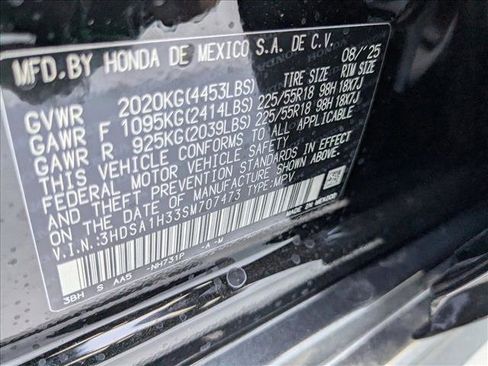 MFD.BY HONDA DE MEXICO S.A. DE C.V. 08/25
TIRE SIZE RIM SIZE
GVWR 2020KG(4453LBS)
GAWR F 1095KG(2414LBS) 225/55R18 98H 18X7J
GAWR R 925KG(2039LBS) 225/55R18 98H 18X7J
THIS VEHICLE CONFORMS TO ALL APPLICABLE
FEDERAL MOTOR VEHICLE SAFETY, BUMPER, AND
THEFT PREVENTION STANDARDS IN EFFECT
ON THE DATE OF MANUFACTURE SHOWN ABOVE.
V.I.N.:3HDSA1H33SM707473 TYPE:MPV
MADE IN MEXICO
3BH S AA5 -NH731P -A-M